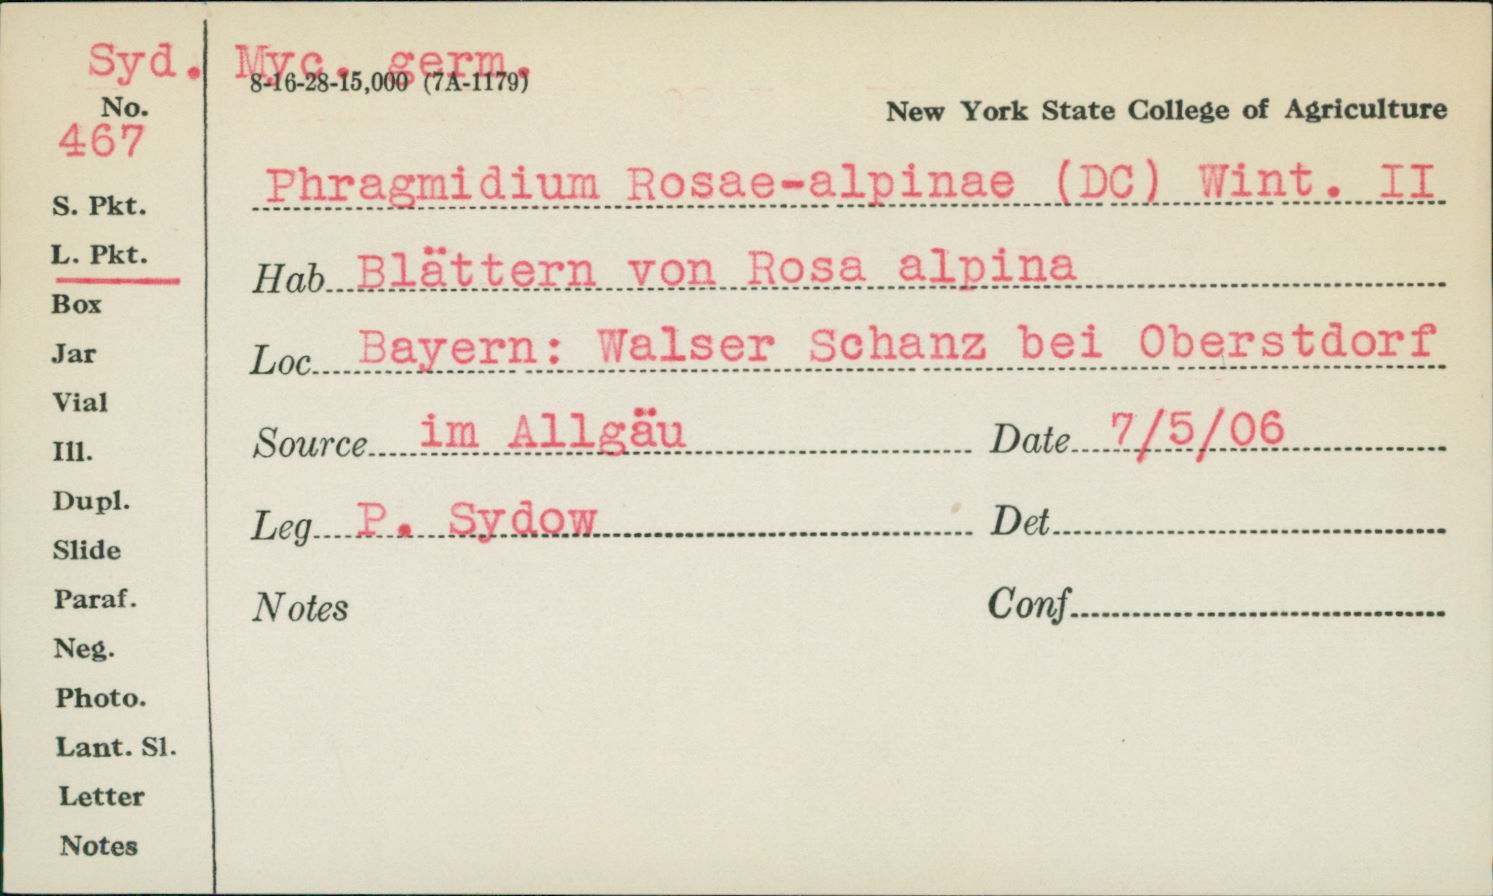 Syd. Myc. germ.
8-16-28-15,000 (7A-1179)
No.
New York State College of Agriculture
467
Phragmidium Rosae-alpinae (DC) Wint. II
S. Pkt.
L. Pkt.
Hab Blättern von Rosa alpina
Box
Jar
Loc Bayern: Walser Schanz bei Oberstdorf
Vial
Ill.
Source im Allgäu Date 7/5/06
Dupl.
Leg P. Sydow Det
Slide
Paraf.
Notes Conf
Neg.
Photo.
Lant. Sl.
Letter
Notes